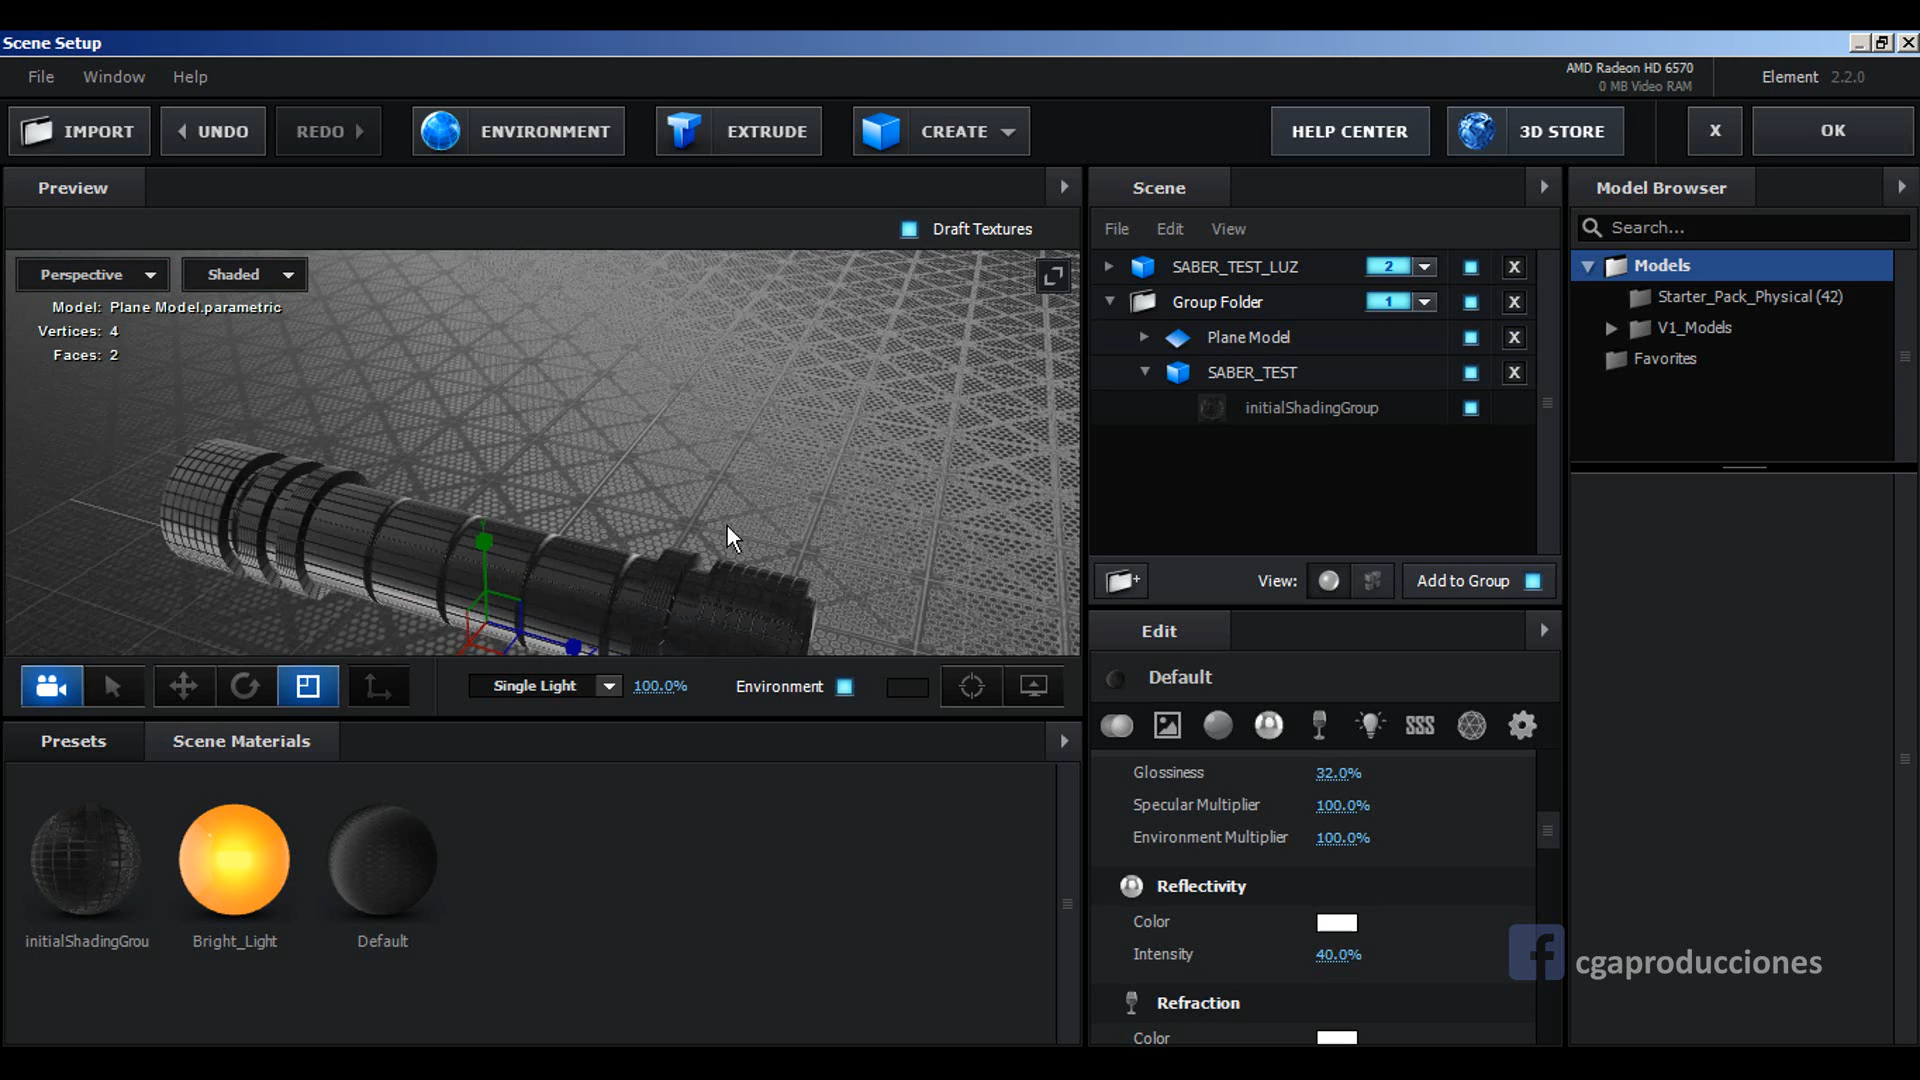 Scene Setup
File Window Help
AMD Radeon HD 6570
0 MB Video RAM
Element 2.2.0
IMPORT UNDO REDO ENVIRONMENT EXTRUDE CREATE HELP CENTER 3D STORE X OK
Preview
Draft Textures
Perspective Shaded
Model: Plane Model.parametric
Vertices: 4
Faces: 2
Single Light 100.0% Environment
Presets Scene Materials
initialShadingGrou Bright_Light Default
Scene
File Edit View
SABER_TEST_LUZ 2 X
Group Folder 1 X
Plane Model X
SABER_TEST X
initialShadingGroup
View: Add to Group
Edit
Default
Glossiness 32.0%
Specular Multiplier 100.0%
Environment Multiplier 100.0%
Reflectivity
Color
Intensity 40.0%
Refraction
Color
Model Browser
Search...
Models
Starter_Pack_Physical (42)
V1_Models
Favorites
f cgaproducciones